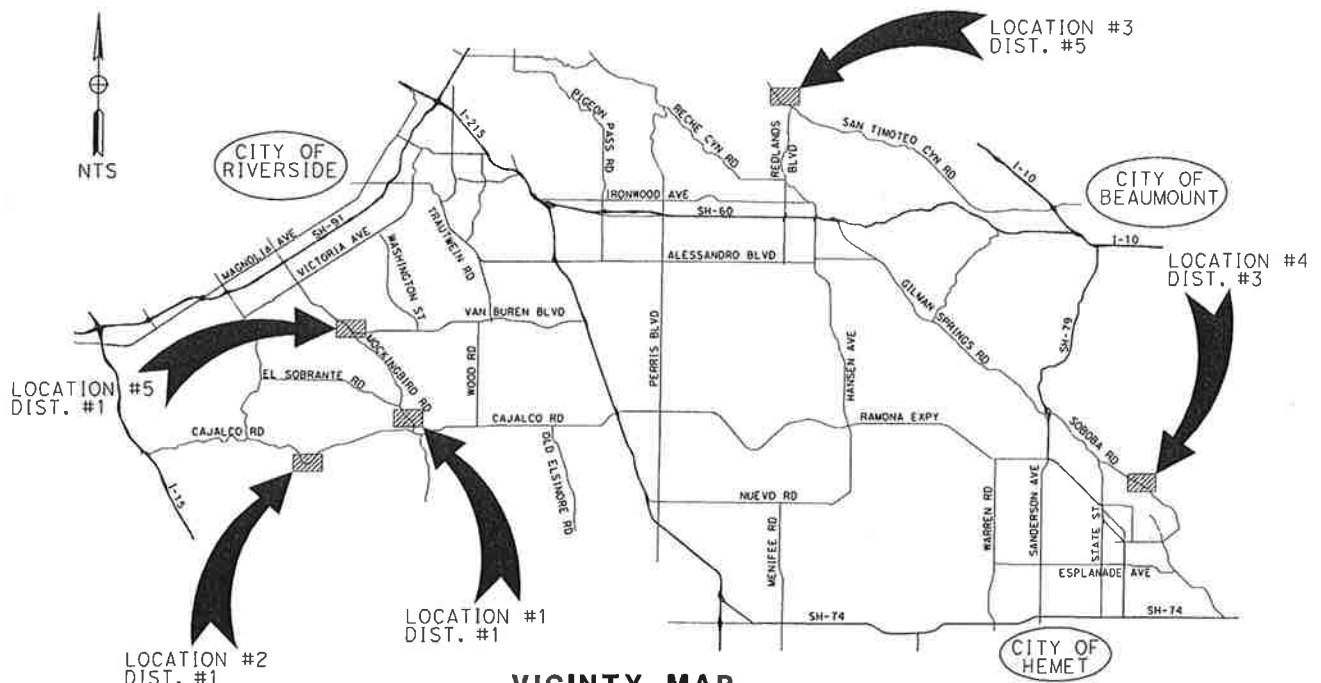 LOCATION #3
DIST. #5
NTS
CITY OF
RIVERSIDE
I-215
PIGEON PASS RD
RECHE CYN RD
REDLANDS
BLVD
SAN TIMOTEO CYN RD
I-10
CITY OF
BEAUMOUNT
IRONWOOD AVE
SH-60
MAGNOLIA AVE
SH-91
VICTORIA AVE
TRAUTWEIN RD
WASHINGTON ST
ALESSANDRO BLVD
I-10
LOCATION #4
DIST. #3
GILMAN SPRINGS RD
SH-79
VAN BUREN BLVD
MOCKINGBIRD RD
WOOD RD
PERRIS BLVD
HANSEN AVE
LOCATION #5
DIST. #1
EL SOBRANTE RD
CAJALCO RD
CAJALCO RD
RAMONA EXPY
SOBOBA RD
OLD ELSINORE RD
I-15
NUEVO RD
MENIFEE RD
WARREN RD
SANDERSON AVE
STATE ST
ESPLANADE AVE
LOCATION #1
DIST. #1
SH-74
SH-74
LOCATION #2
DIST. #1
CITY OF
HEMET
VICINTY MAP